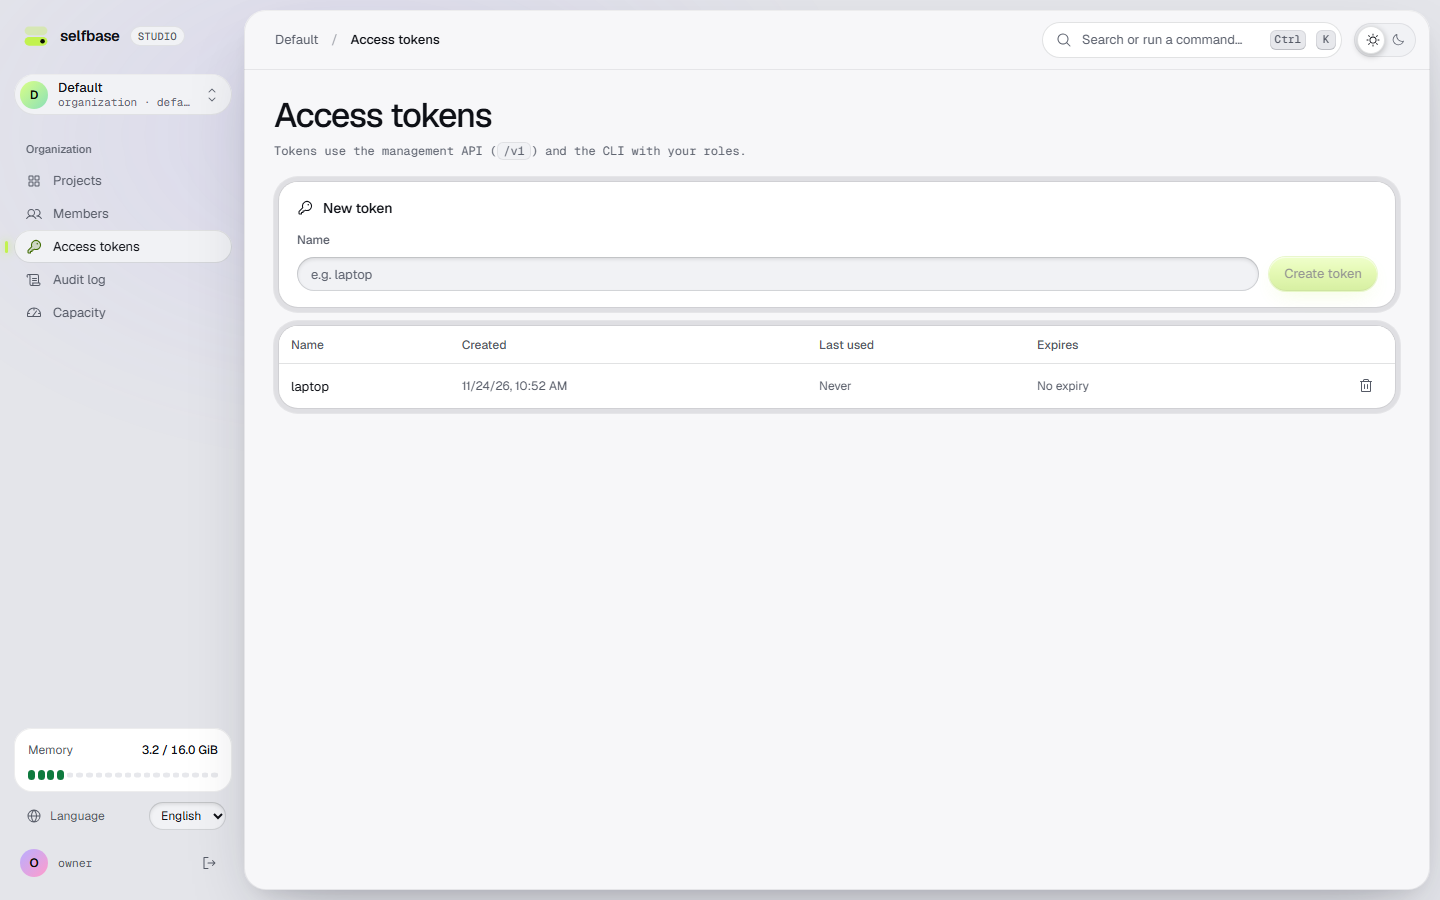 selfbase STUDIO
D
Default
organization · defa...
Organization
Projects
Members
Access tokens
Audit log
Capacity
Memory 3.2 / 16.0 GiB
Language English
O owner
Default / Access tokens
Search or run a command... Ctrl K
Access tokens
Tokens use the management API ( /v1 ) and the CLI with your roles.
New token
Name
e.g. laptop Create token
Name Created Last used Expires
laptop 11/24/26, 10:52 AM Never No expiry